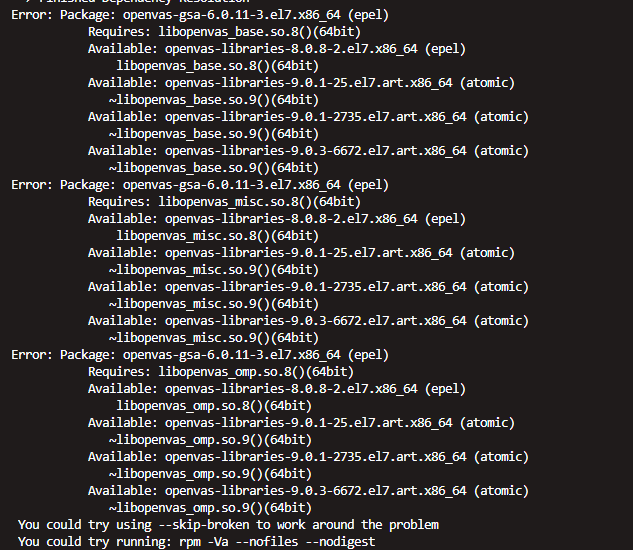 Finished Dependency Resolution
Error: Package: openvas-gsa-6.0.11-3.el7.x86_64 (epel)
Requires: libopenvas_base.so.8()(64bit)
Available: openvas-libraries-8.0.8-2.el7.x86_64 (epel)
libopenvas_base.so.8()(64bit)
Available: openvas-libraries-9.0.1-25.el7.art.x86_64 (atomic)
~libopenvas_base.so.9()(64bit)
Available: openvas-libraries-9.0.1-2735.el7.art.x86_64 (atomic)
~libopenvas_base.so.9()(64bit)
Available: openvas-libraries-9.0.3-6672.el7.art.x86_64 (atomic)
~libopenvas_base.so.9()(64bit)
Error: Package: openvas-gsa-6.0.11-3.el7.x86_64 (epel)
Requires: libopenvas_misc.so.8()(64bit)
Available: openvas-libraries-8.0.8-2.el7.x86_64 (epel)
libopenvas_misc.so.8()(64bit)
Available: openvas-libraries-9.0.1-25.el7.art.x86_64 (atomic)
~libopenvas_misc.so.9()(64bit)
Available: openvas-libraries-9.0.1-2735.el7.art.x86_64 (atomic)
~libopenvas_misc.so.9()(64bit)
Available: openvas-libraries-9.0.3-6672.el7.art.x86_64 (atomic)
~libopenvas_misc.so.9()(64bit)
Error: Package: openvas-gsa-6.0.11-3.el7.x86_64 (epel)
Requires: libopenvas_omp.so.8()(64bit)
Available: openvas-libraries-8.0.8-2.el7.x86_64 (epel)
libopenvas_omp.so.8()(64bit)
Available: openvas-libraries-9.0.1-25.el7.art.x86_64 (atomic)
~libopenvas_omp.so.9()(64bit)
Available: openvas-libraries-9.0.1-2735.el7.art.x86_64 (atomic)
~libopenvas_omp.so.9()(64bit)
Available: openvas-libraries-9.0.3-6672.el7.art.x86_64 (atomic)
~libopenvas_omp.so.9()(64bit)
You could try using --skip-broken to work around the problem
You could try running: rpm -Va --nofiles --nodigest